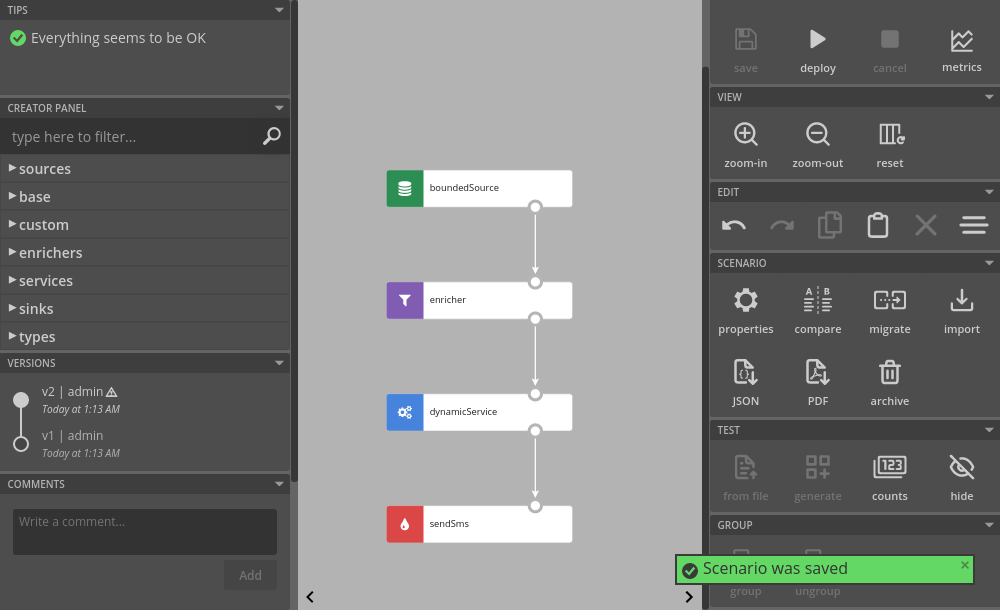 TIPS
Everything seems to be OK
CREATOR PANEL
type here to filter...
sources
base
custom
enrichers
services
sinks
types
VERSIONS
v2 | admin
Today at 1:13 AM
v1 | admin
Today at 1:13 AM
COMMENTS
Write a comment...
Add
boundedSource
enricher
dynamicService
sendSms
save
deploy
cancel
metrics
VIEW
zoom-in
zoom-out
reset
EDIT
SCENARIO
A B
properties
compare
migrate
import
JSON
PDF
archive
TEST
123
from file
generate
counts
hide
GROUP
Scenario was saved
group
ungroup